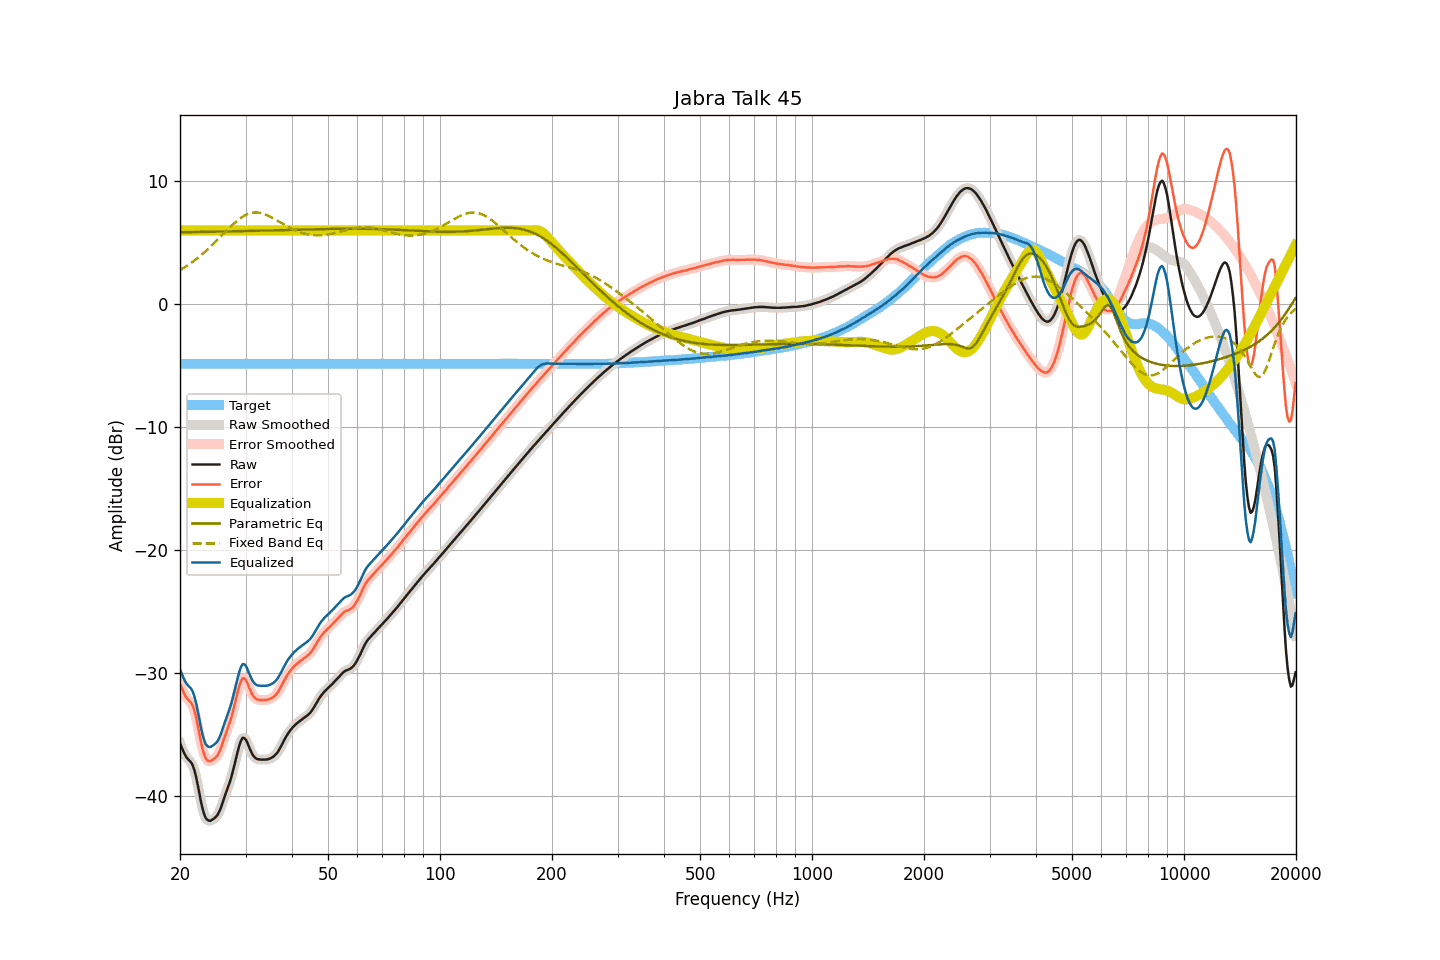 Jabra Talk 45
10
0
−10
−20
−30
−40
Amplitude (dBr)
Target
Raw Smoothed
Error Smoothed
Raw
Error
Equalization
Parametric Eq
Fixed Band Eq
Equalized
20 50 100 200 500 1000 2000 5000 10000 20000
Frequency (Hz)